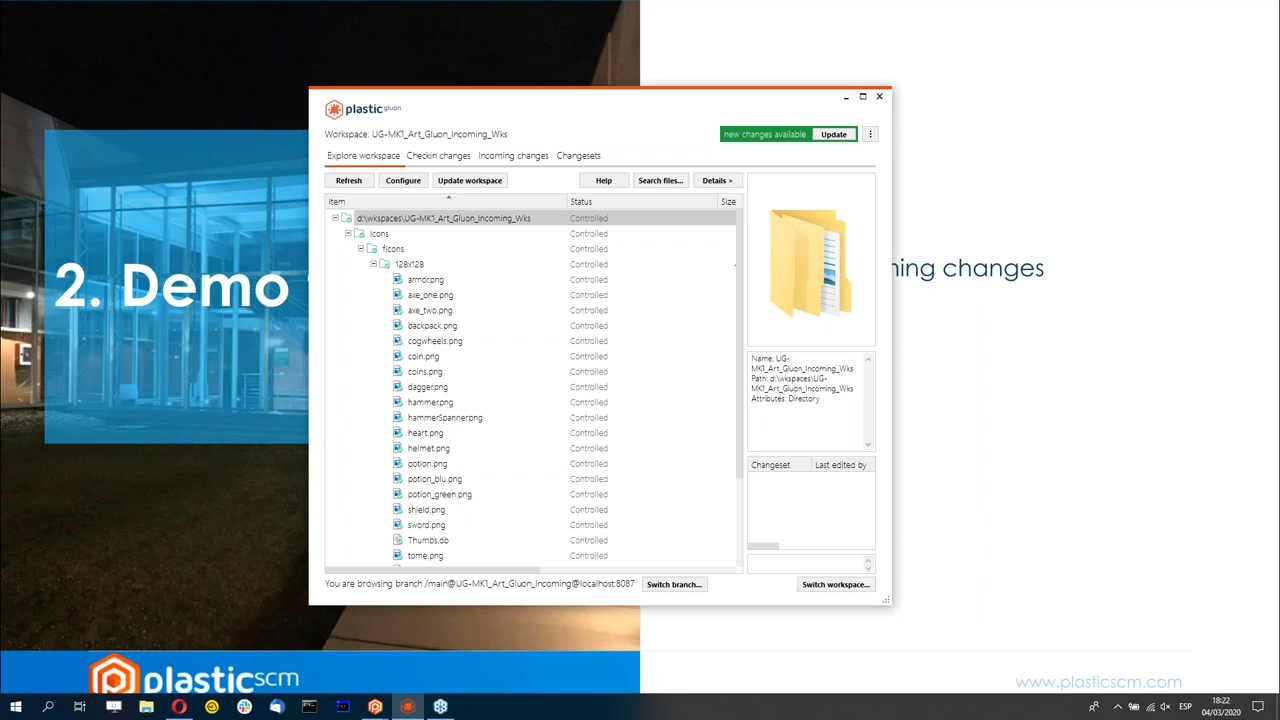 plastic gluon
Workspace: UG-MK1_Art_Gluon_Incoming_Wks
new changes available Update
Explore workspace Checkin changes Incoming changes Changesets
Refresh Configure Update workspace Help Search files... Details >
Item Status Size
d:\wkspaces\UG-MK1_Art_Gluon_Incoming_Wks Controlled
Icons Controlled
ficons Controlled
128x128 Controlled
armor.png Controlled
axe_one.png Controlled
axe_two.png Controlled
backpack.png Controlled
cogwheels.png Controlled
coin.png Controlled
coins.png Controlled
dagger.png Controlled
hammer.png Controlled
hammerSpanner.png Controlled
heart.png Controlled
helmet.png Controlled
potion.png Controlled
potion_blu.png Controlled
potion_green.png Controlled
shield.png Controlled
sword.png Controlled
Thumbs.db Controlled
tome.png Controlled
Name: UG-
MK1_Art_Gluon_Incoming_Wks
Path: d:\wkspaces\UG-
MK1_Art_Gluon_Incoming_Wks
Attributes: Directory
Changeset Last edited by
You are browsing branch /main@UG-MK1_Art_Gluon_Incoming@localhost:8087 Switch branch... Switch workspace...
2. Demo
ning changes
plastic scm
www.plasticscm.com
ESP
18:22
04/03/2020